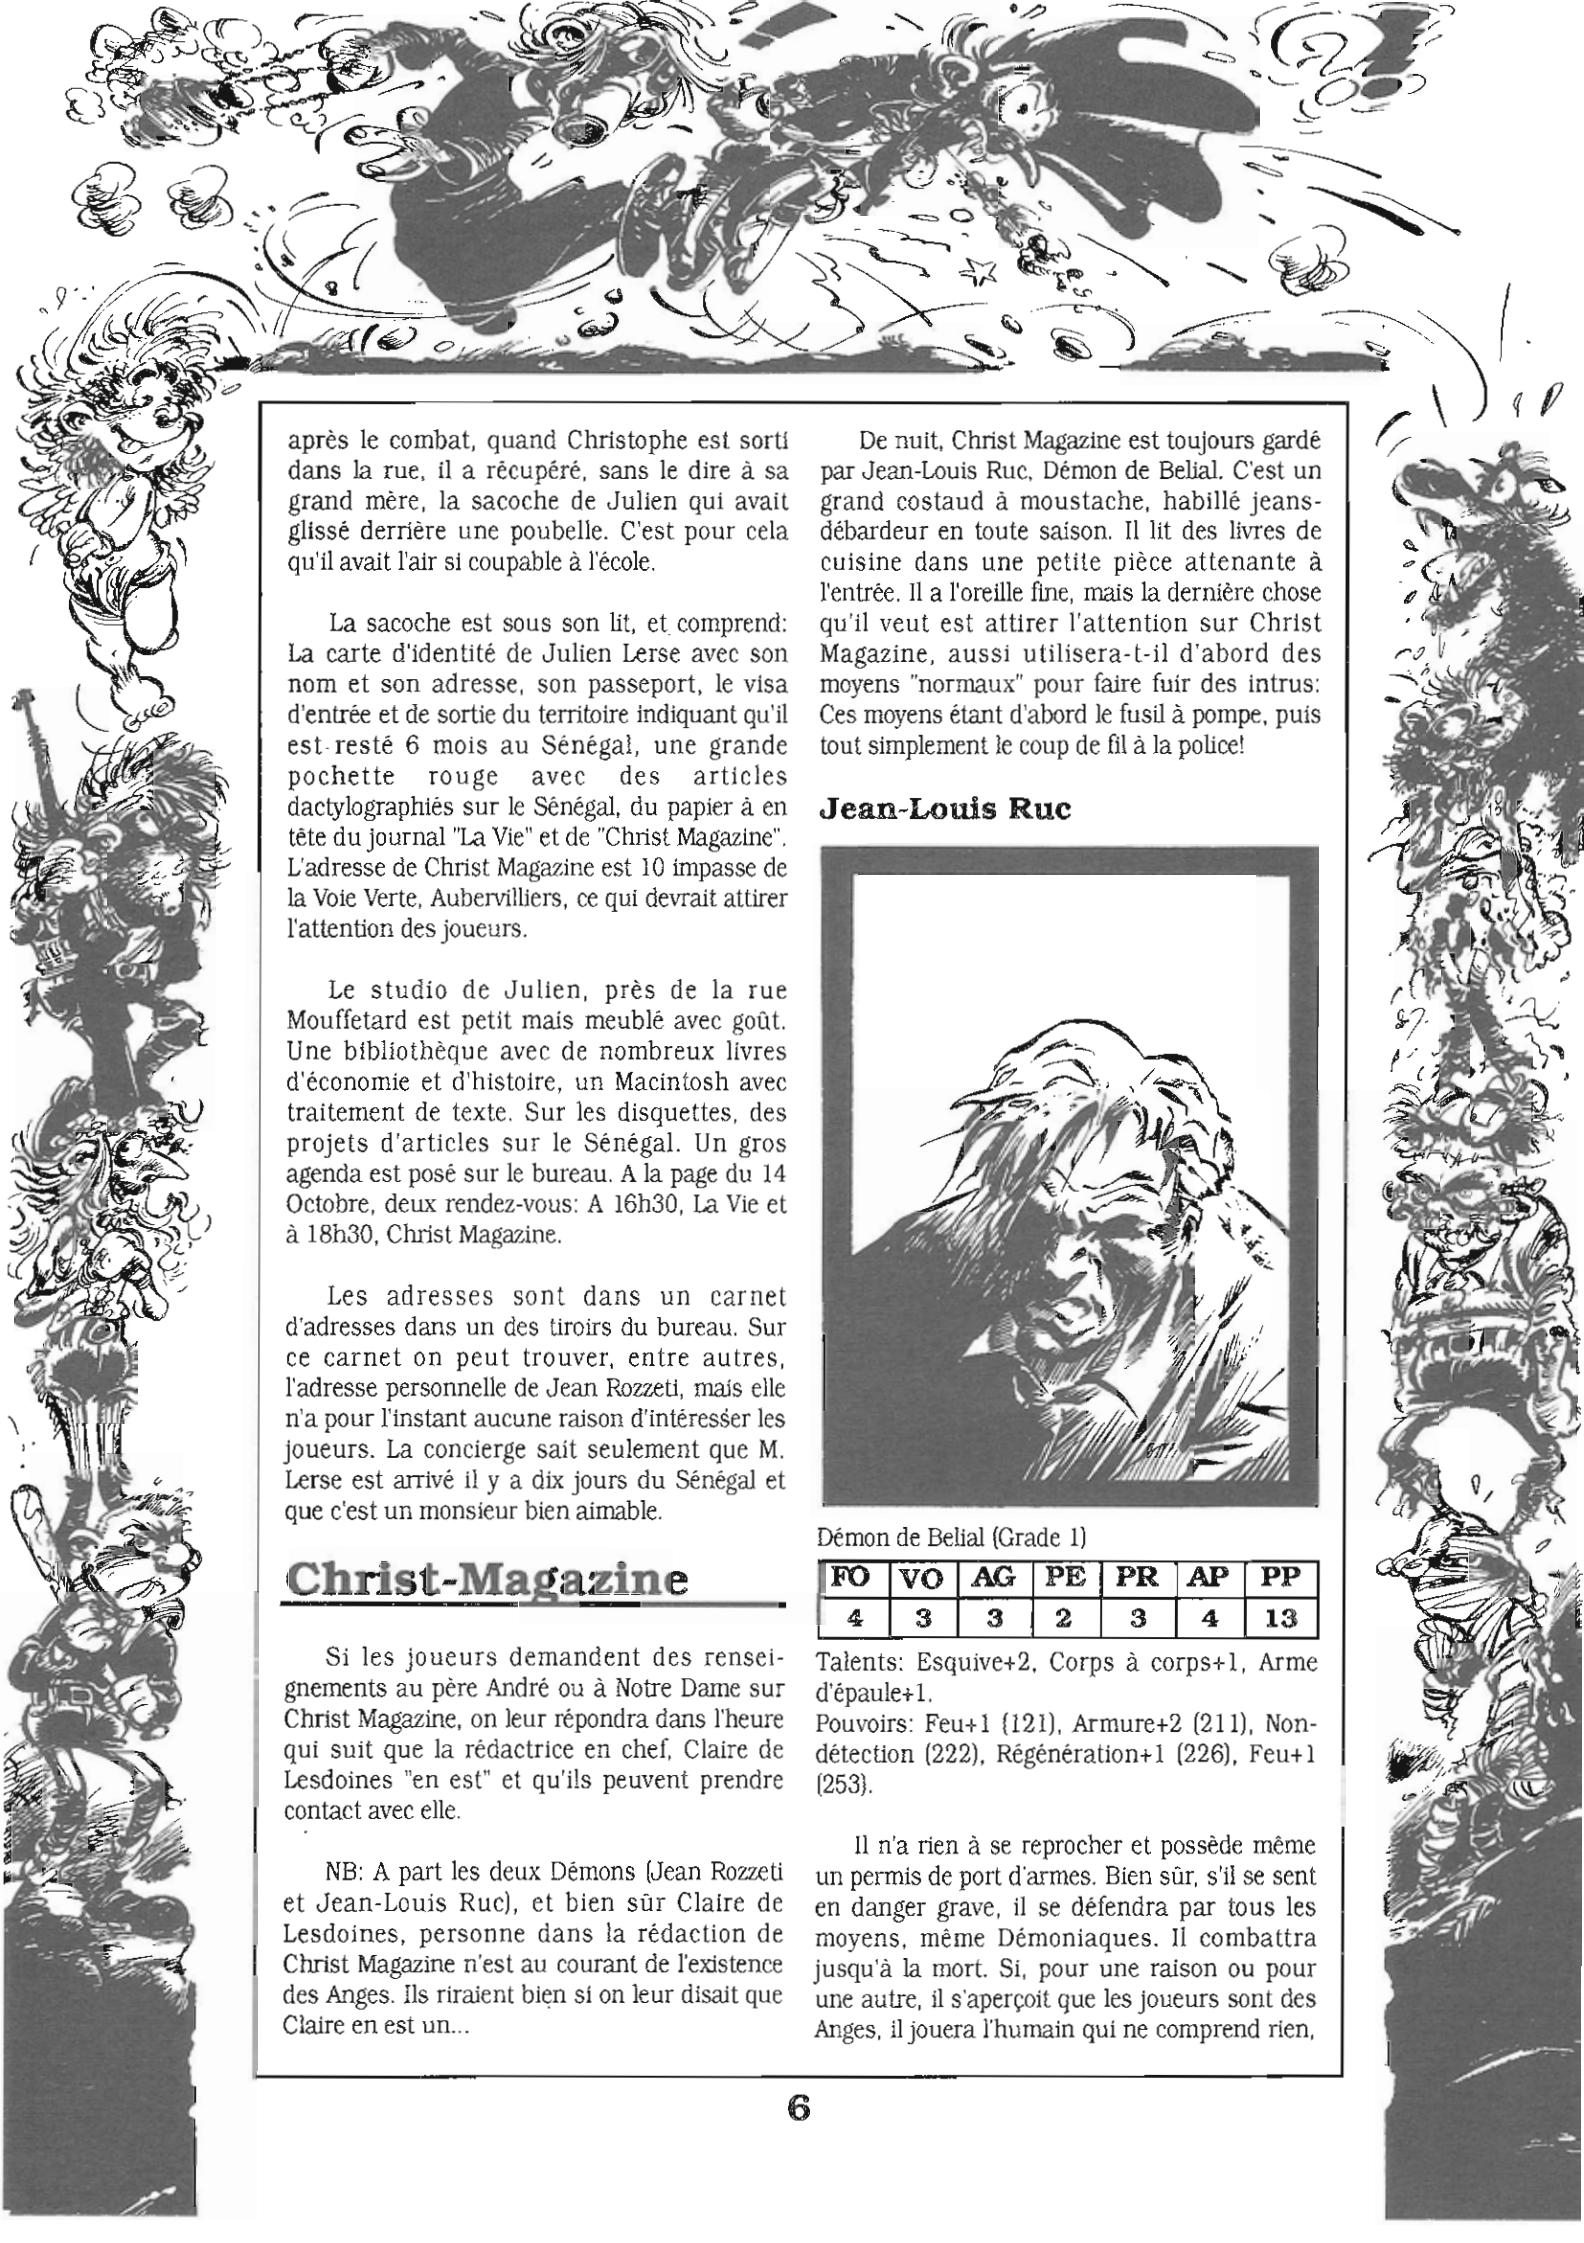 après le combat, quand Christophe est sorti
dans la rue, il a récupéré, sans le dire à sa
grand mère, la sacoche de Julien qui avait
glissé derrière une poubelle. C'est pour cela
qu'il avait l'air si coupable à l'école.
La sacoche est sous son lit, et comprend:
La carte d'identité de Julien Lerse avec son
nom et son adresse, son passeport, le visa
d'entrée et de sortie du territoire indiquant qu'il
est resté 6 mois au Sénégal, une grande
pochette rouge avec des articles
dactylographiés sur le Sénégal, du papier à en
tête du journal "La Vie" et de "Christ Magazine".
L'adresse de Christ Magazine est 10 impasse de
la Voie Verte, Aubervilliers, ce qui devrait attirer
l'attention des joueurs.
Le studio de Julien, près de la rue
Mouffetard est petit mais meublé avec goût.
Une bibliothèque avec de nombreux livres
d'économie et d'histoire, un Macintosh avec
traitement de texte. Sur les disquettes, des
projets d'articles sur le Sénégal. Un gros
agenda est posé sur le bureau. A la page du 14
Octobre, deux rendez-vous: A 16h30, La Vie et
à 18h30, Christ Magazine.
Les adresses sont dans un carnet
d'adresses dans un des tiroirs du bureau. Sur
ce carnet on peut trouver, entre autres,
l'adresse personnelle de Jean Rozzeti, mais elle
n'a pour l'instant aucune raison d'intéresser les
joueurs. La concierge sait seulement que M.
Lerse est arrivé il y a dix jours du Sénégal et
que c'est un monsieur bien aimable.
Christ-Magazine
Si les joueurs demandent des rensei-
gnements au père André ou à Notre Dame sur
Christ Magazine, on leur répondra dans l'heure
qui suit que la rédactrice en chef, Claire de
Lesdoines "en est" et qu'ils peuvent prendre
contact avec elle.
NB: A part les deux Démons (Jean Rozzeti
et Jean-Louis Ruc), et bien sûr Claire de
Lesdoines, personne dans la rédaction de
Christ Magazine n'est au courant de l'existence
des Anges. Ils riraient bien si on leur disait que
Claire en est un...
De nuit, Christ Magazine est toujours gardé
par Jean-Louis Ruc, Démon de Belial. C'est un
grand costaud à moustache, habillé jeans-
débardeur en toute saison. Il lit des livres de
cuisine dans une petite pièce attenante à
l'entrée. Il a l'oreille fine, mais la dernière chose
qu'il veut est attirer l'attention sur Christ
Magazine, aussi utilisera-t-il d'abord des
moyens "normaux" pour faire fuir des intrus:
Ces moyens étant d'abord le fusil à pompe, puis
tout simplement le coup de fil à la police!
Jean-Louis Ruc
Démon de Belial (Grade 1)
FO VO AG PE PR AP PP
4 3 3 2 3 4 13
Talents: Esquive+2, Corps à corps+1, Arme
d'épaule+1.
Pouvoirs: Feu+1 (121), Armure+2 (211), Non-
détection (222), Régénération+1 (226), Feu+1
(253).
Il n'a rien à se reprocher et possède même
un permis de port d'armes. Bien sûr, s'il se sent
en danger grave, il se défendra par tous les
moyens, même Démoniaques. Il combattra
jusqu'à la mort. Si, pour une raison ou pour
une autre, il s'aperçoit que les joueurs sont des
Anges, il jouera l'humain qui ne comprend rien,
6